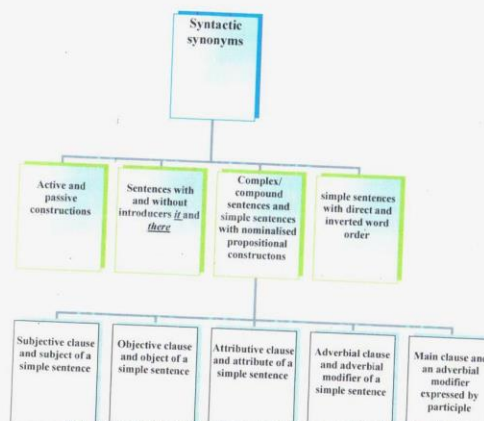 Syntactic
synonyms
Active and
passive
constructions
Sentences with
and without
introducers it and
there
Complex/
compound
sentences and
simple sentences
with nominalised
propositional
constructons
simple sentences
with direct and
inverted word
order
Subjective clause
and subject of a
simple sentence
Objective clause
and object of a
simple sentence
Attributive clause
and attribute of a
simple sentence
Adverbial clause
and adverbial
modifier of a
simple sentence
Main clause and
an adverbial
modifier
expressed by
participle